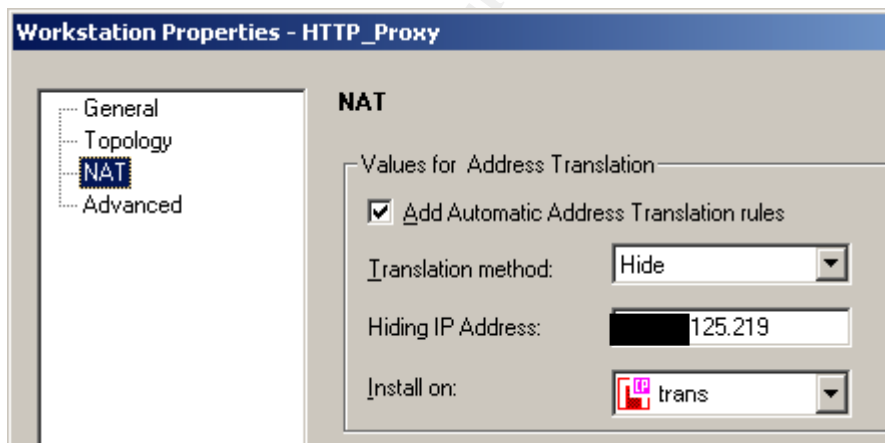 Workstation Properties - HTTP_Proxy
General
Topology
NAT
Advanced
NAT
Values for Address Translation
Add Automatic Address Translation rules
Translation method:
Hide
Hiding IP Address:
125.219
Install on:
trans